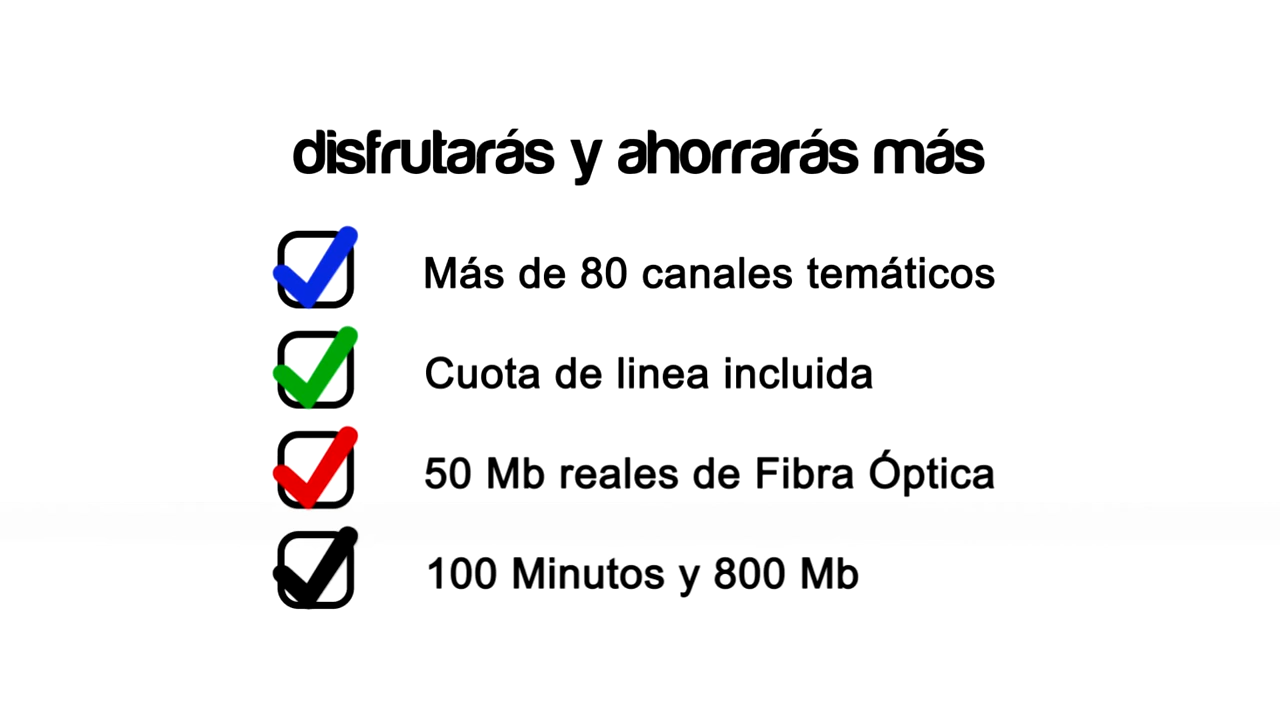 disfrutarás y ahorrarás más
Más de 80 canales temáticos
Cuota de linea incluida
50 Mb reales de Fibra Óptica
100 Minutos y 800 Mb